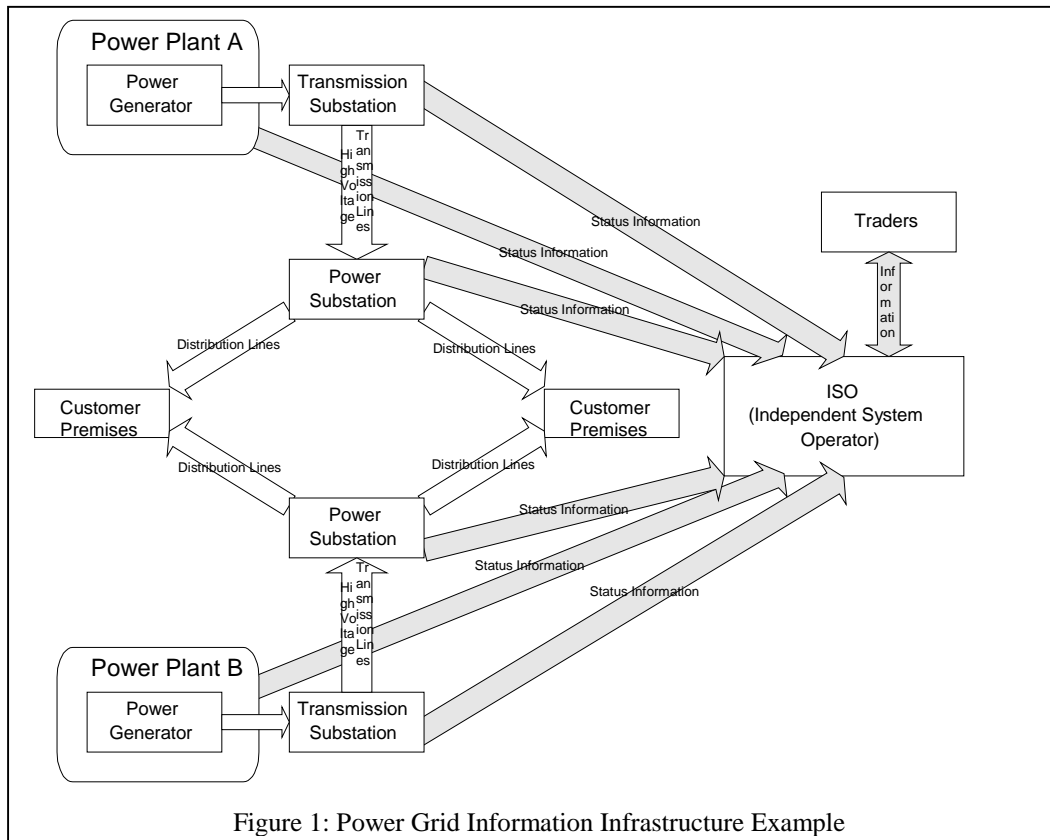 Power Plant A
Power
Generator
Transmission
Substation
High Voltage
Transmission Lines
Status Information
Status Information
Traders
Informati
on
Power
Substation
Status Information
Distribution Lines
Distribution Lines
Customer
Premises
Customer
Premises
ISO
(Independent System
Operator)
Distribution Lines
Distribution Lines
Power
Substation
Status Information
Status Information
Status Information
High Voltage
Transmission Lines
Power Plant B
Power
Generator
Transmission
Substation
Figure 1: Power Grid Information Infrastructure Example